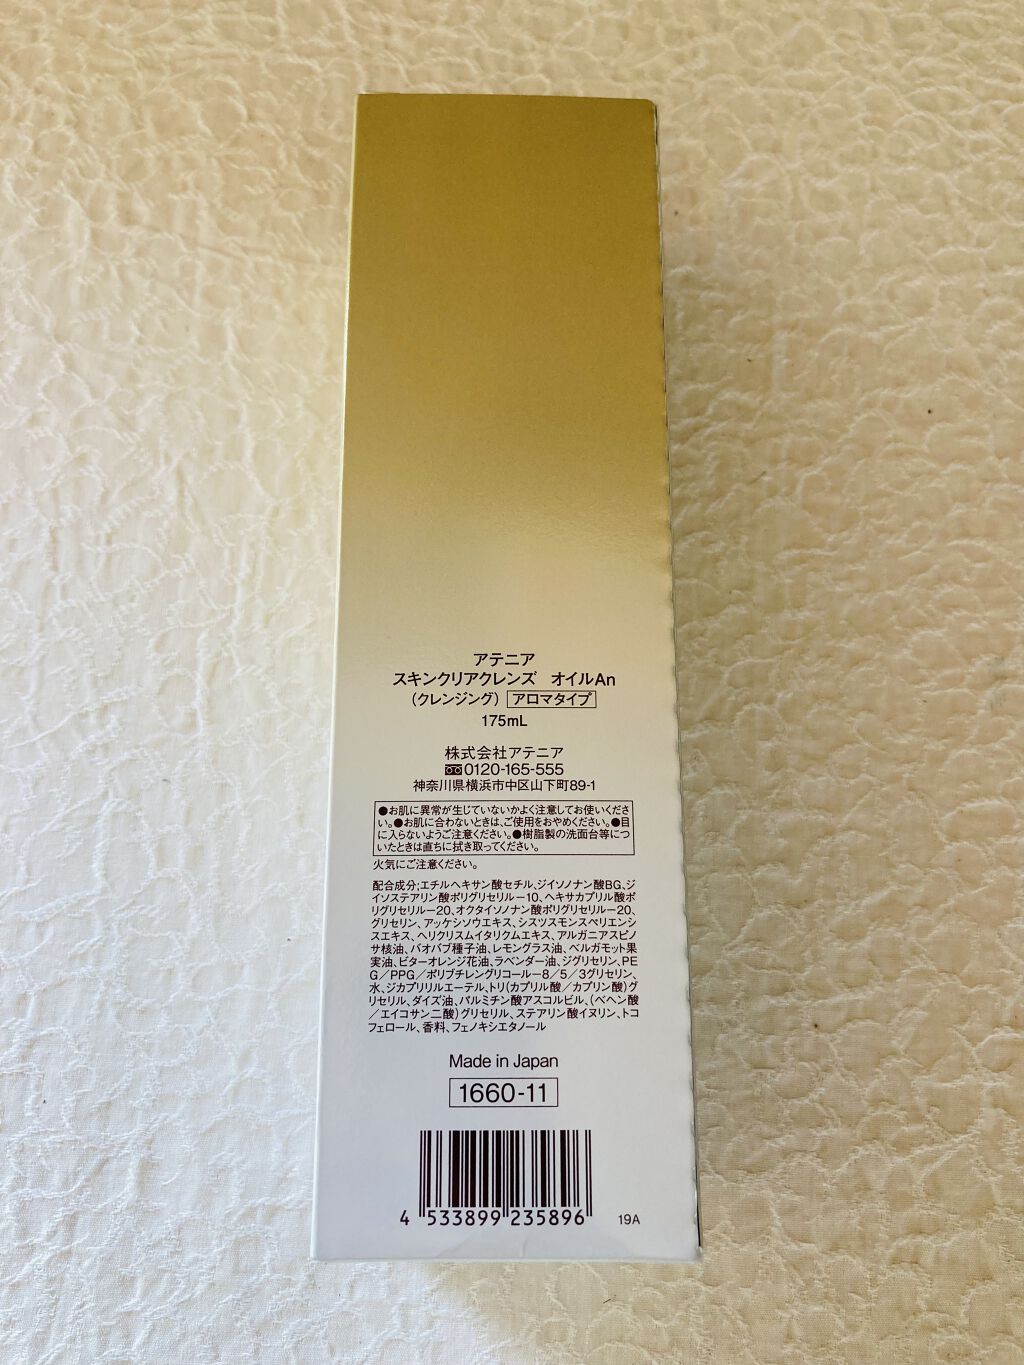 アテニア
スキンクリアクレンズ オイルAn
(クレンジング) アロマタイプ
175mL
株式会社アテニア
0120-165-555
神奈川県横浜市中区山下町89-1
●お肌に異常が生じていないかよく注意してお使いくださ
い。●お肌に合わないときは、ご使用をおやめください。●目
に入らないようご注意ください。●樹脂製の洗面台等につ
いたときは直ちに拭き取ってください。
火気にご注意ください。
配合成分;エチルヘキサン酸セチル、ジイソノナン酸BG、ジ
イソステアリン酸ポリグリセリル－10、ヘキサカプリル酸ポ
リグリセリル－20、オクタイソノナン酸ポリグリセリル－20、
グリセリン、アッケシソウエキス、シスツスモンスペリエンシ
スエキス、ヘリクリスムイタリクムエキス、アルガニアスピノ
サ核油、バオバブ種子油、レモングラス油、ベルガモット果
実油、ビターオレンジ花油、ラベンダー油、ジグリセリン、PE
G／PPG／ポリブチレングリコール－8／5／3グリセリン、
水、ジカプリリルエーテル、トリ(カプリル酸／カプリン酸)グ
リセリル、ダイズ油、パルミチン酸アスコルビル、(ベヘン酸
／エイコサン二酸)グリセリル、ステアリン酸イヌリン、トコ
フェロール、香料、フェノキシエタノール
Made in Japan
1660-11
4 533899 235896
19A